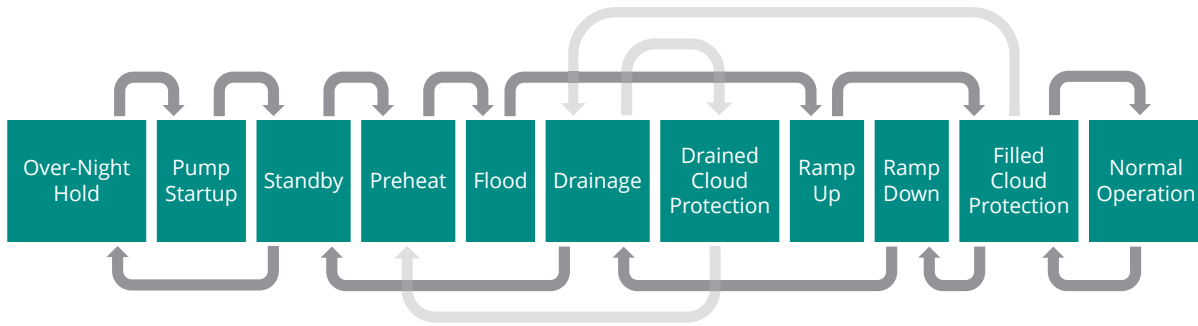 Over-Night
Hold
Pump
Startup
Standby
Preheat
Flood
Drainage
Drained
Cloud
Protection
Ramp
Up
Ramp
Down
Filled
Cloud
Protection
Normal
Operation